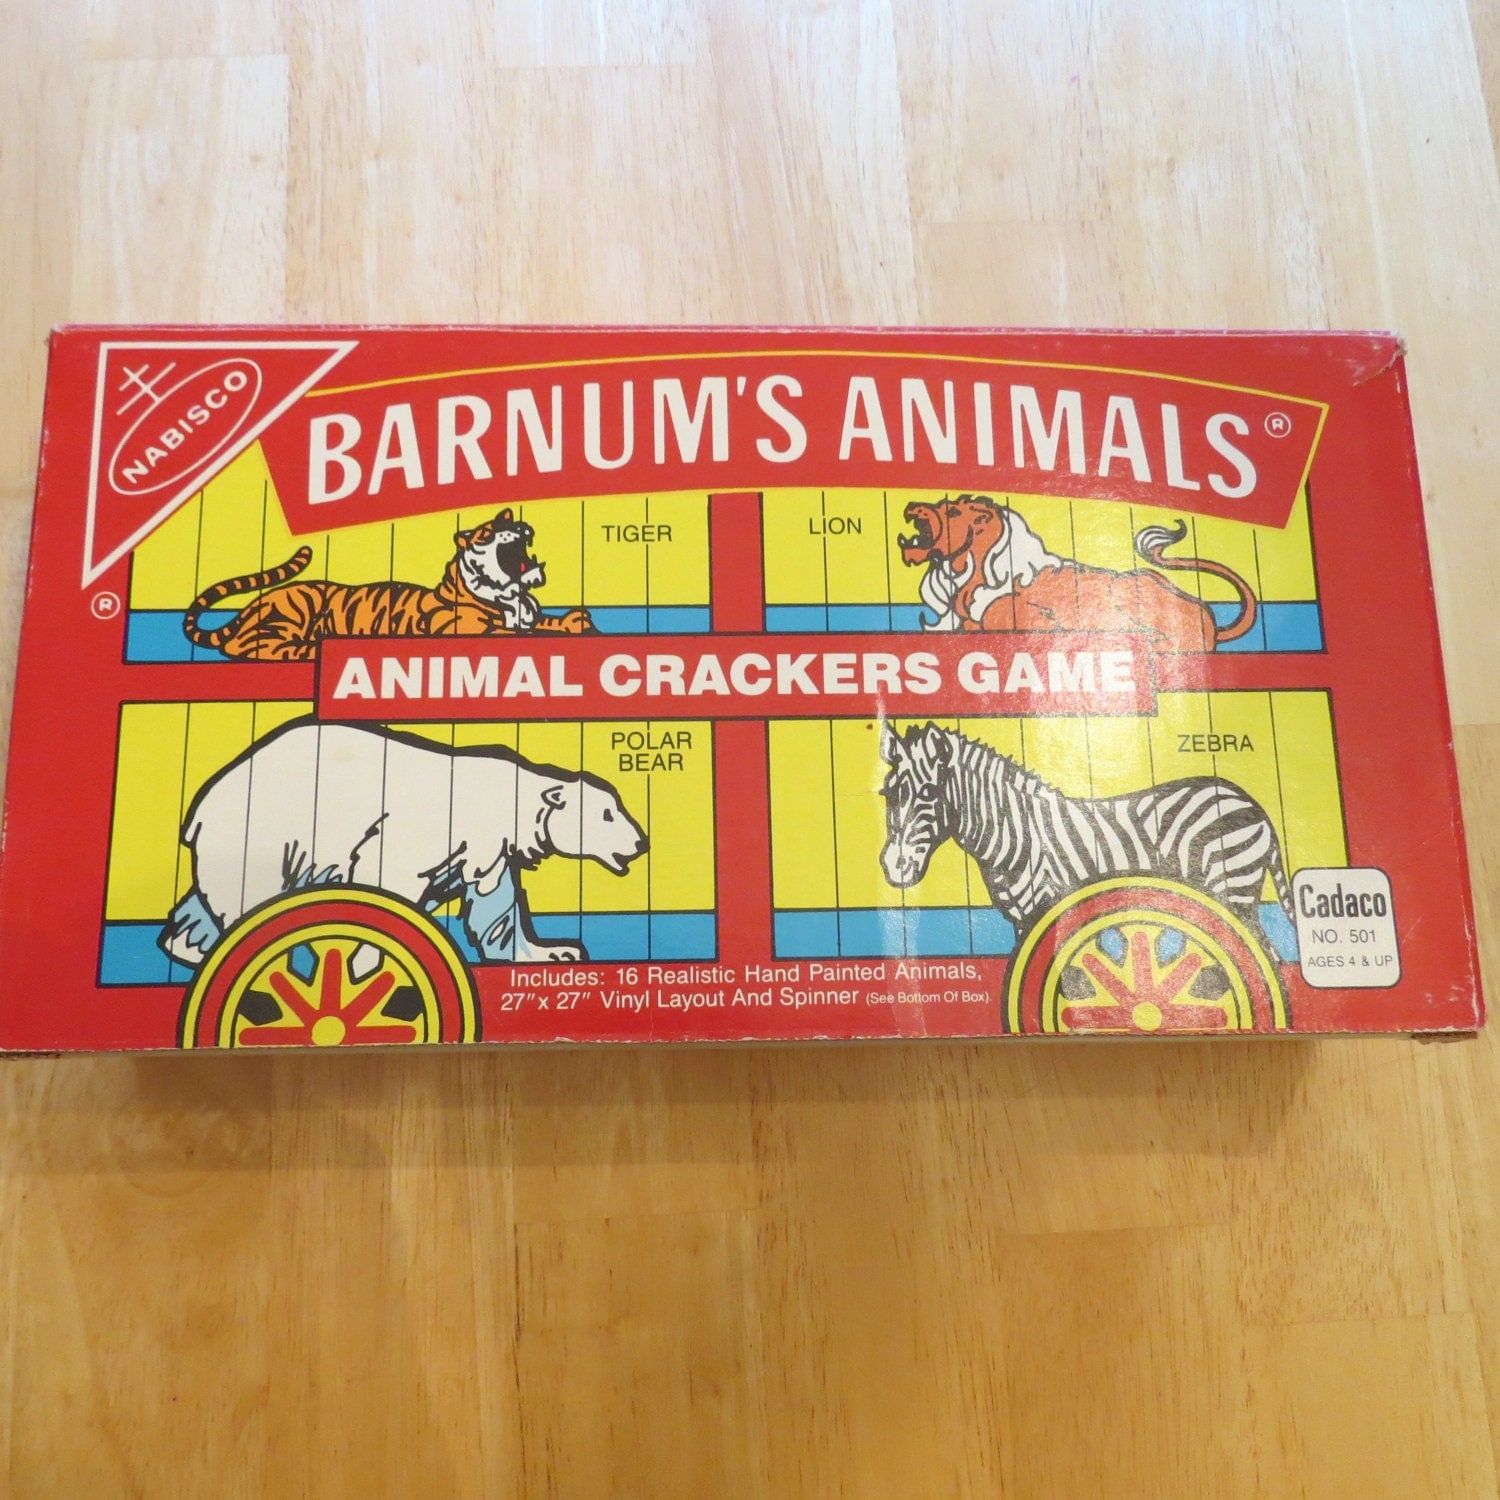 NABISCO
®
BARNUM'S ANIMALS®
TIGER
LION
ANIMAL CRACKERS GAME
POLAR
BEAR
ZEBRA
Includes: 16 Realistic Hand Painted Animals,
27" x 27" Vinyl Layout And Spinner (See Bottom Of Box).
Cadaco
NO. 501
AGES 4 & UP